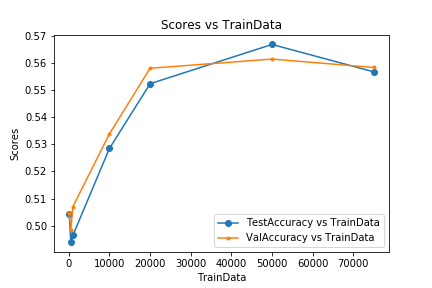 Scores vs TrainData
0.57
0.56
0.55
0.54
0.53
0.52
0.51
0.50
Scores
0 10000 20000 30000 40000 50000 60000 70000
TrainData
TestAccuracy vs TrainData
ValAccuracy vs TrainData